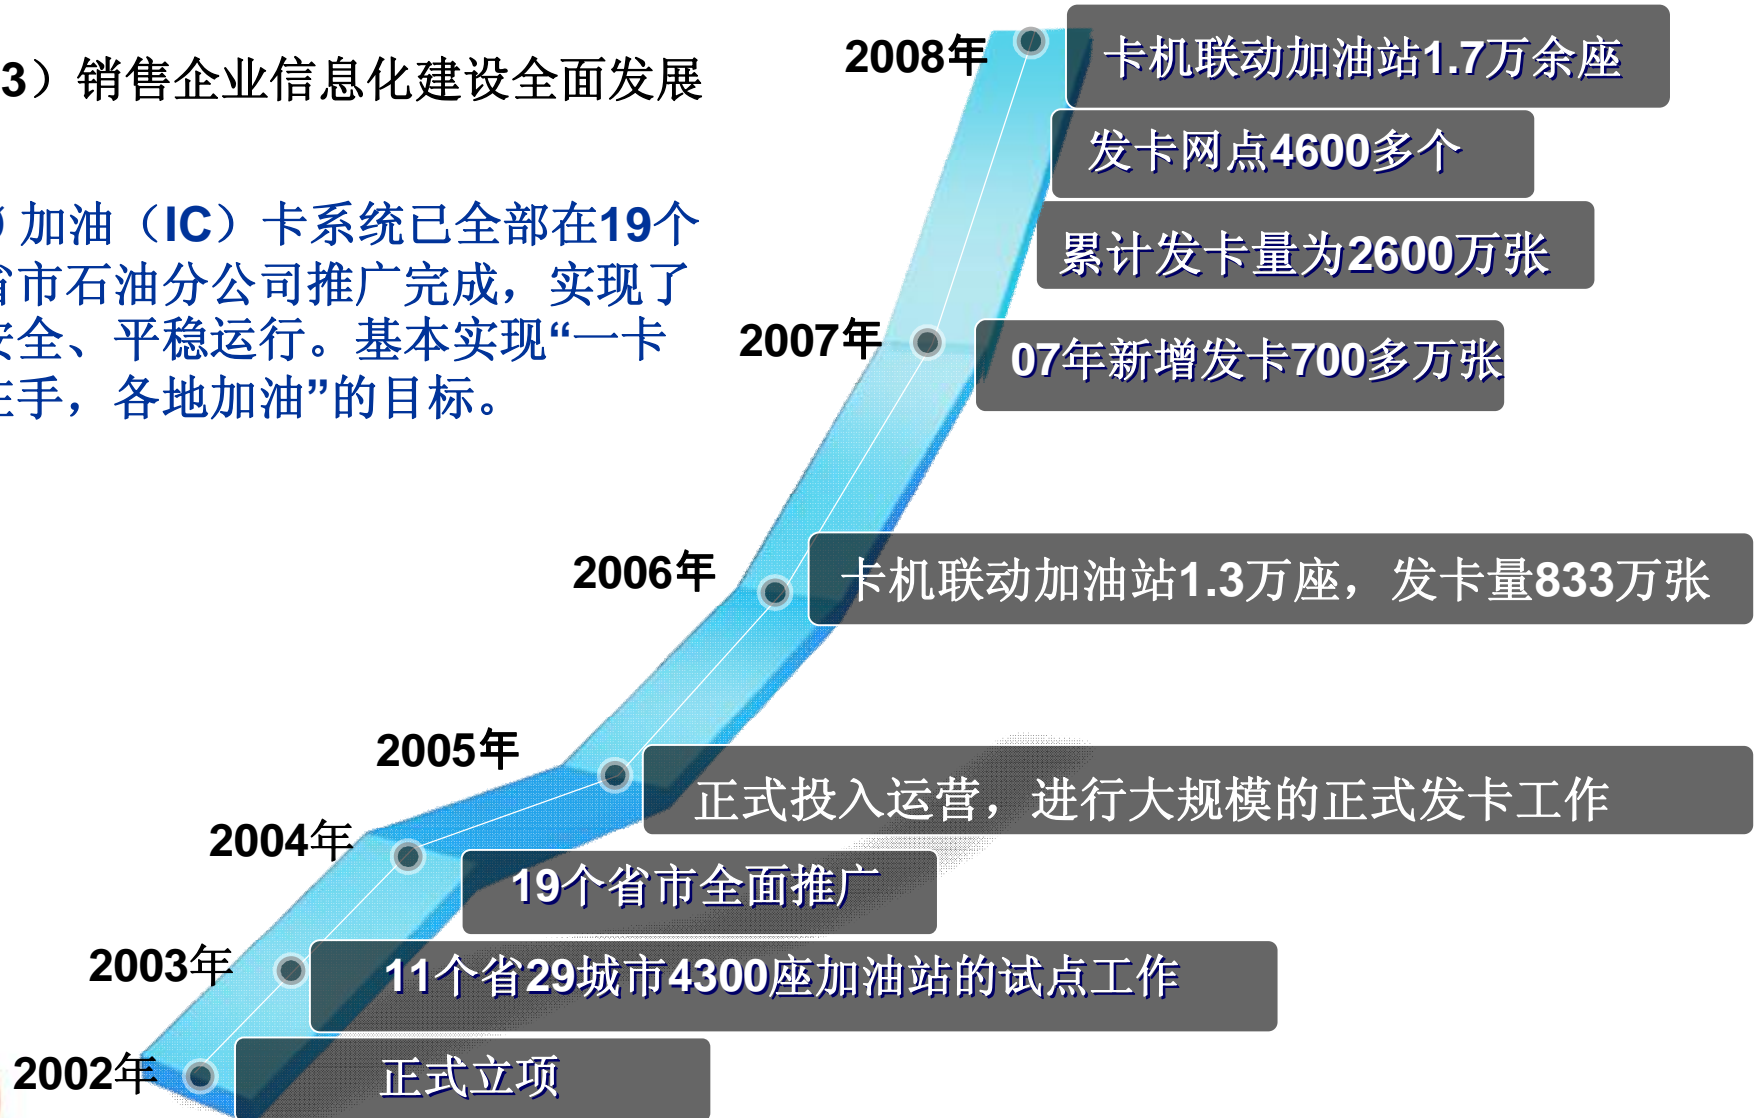 3）销售企业信息化建设全面发展
加油（IC）卡系统已全部在19个
省市石油分公司推广完成，实现了
安全、平稳运行。基本实现“一卡
在手，各地加油”的目标。
2008年
卡机联动加油站1.7万余座
发卡网点4600多个
累计发卡量为2600万张
2007年
07年新增发卡700多万张
2006年
卡机联动加油站1.3万座，发卡量833万张
2005年
正式投入运营，进行大规模的正式发卡工作
2004年
19个省市全面推广
2003年
11个省29城市4300座加油站的试点工作
2002年
正式立项